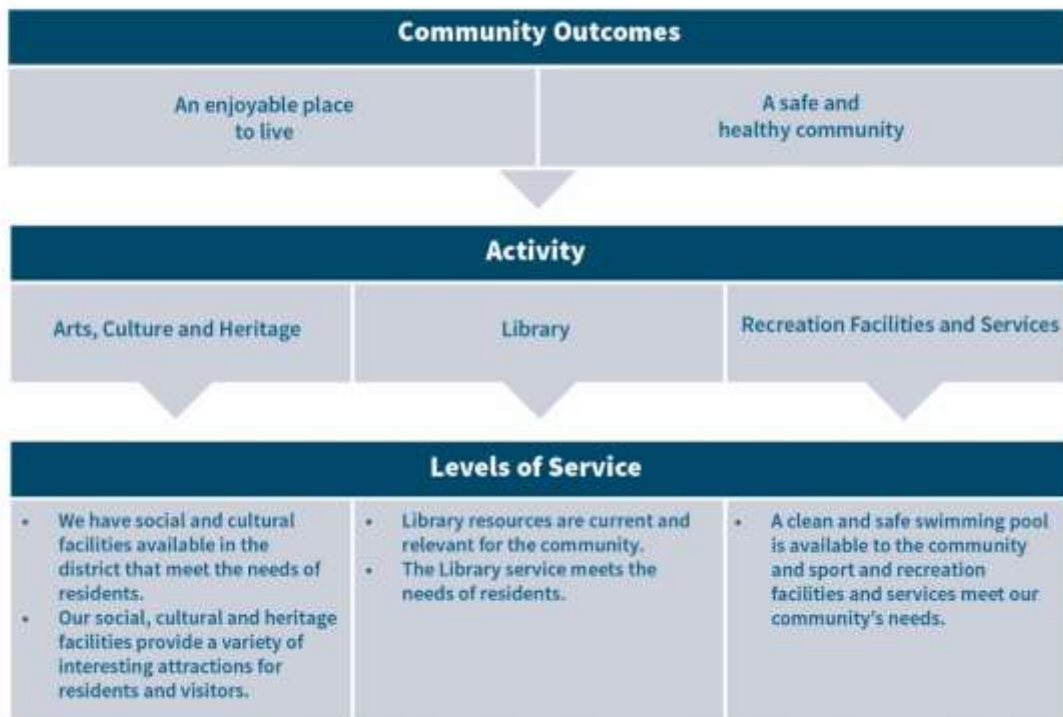 Community Outcomes
An enjoyable place
to live
A safe and
healthy community
Activity
Arts, Culture and Heritage
Library
Recreation Facilities and Services
Levels of Service
• We have social and cultural
facilities available in the
district that meet the needs of
residents.
• Our social, cultural and heritage
facilities provide a variety of
interesting attractions for
residents and visitors.
• Library resources are current and
relevant for the community.
• The Library service meets the
needs of residents.
• A clean and safe swimming pool
is available to the community
and sport and recreation
facilities and services meet our
community's needs.